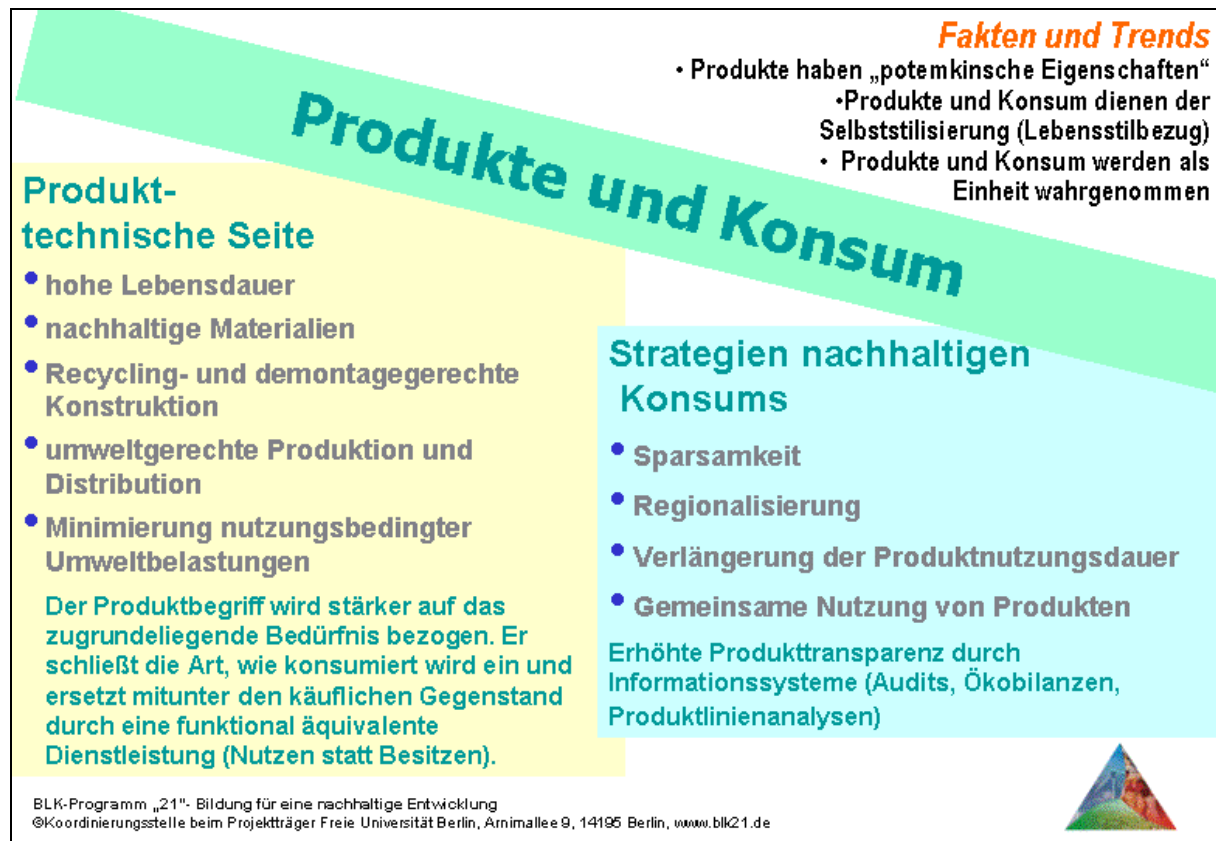 Fakten und Trends
• Produkte haben „potemkinsche Eigenschaften“
•Produkte und Konsum dienen der
Selbststilisierung (Lebensstilbezug)
• Produkte und Konsum werden als
Einheit wahrgenommen
Produkte und Konsum
Produkt-
technische Seite
• hohe Lebensdauer
• nachhaltige Materialien
• Recycling- und demontagegerechte
Konstruktion
• umweltgerechte Produktion und
Distribution
• Minimierung nutzungsbedingter
Umweltbelastungen
Der Produktbegriff wird stärker auf das
zugrundeliegende Bedürfnis bezogen. Er
schließt die Art, wie konsumiert wird ein und
ersetzt mitunter den käuflichen Gegenstand
durch eine funktional äquivalente
Dienstleistung (Nutzen statt Besitzen).
Strategien nachhaltigen
Konsums
• Sparsamkeit
• Regionalisierung
• Verlängerung der Produktnutzungsdauer
• Gemeinsame Nutzung von Produkten
Erhöhte Produkttransparenz durch
Informationssysteme (Audits, Ökobilanzen,
Produktlinienanalysen)
BLK-Programm „21“- Bildung für eine nachhaltige Entwicklung
©Koordinierungsstelle beim Projektträger Freie Universität Berlin, Arnimallee 9, 14195 Berlin, www.blk21.de